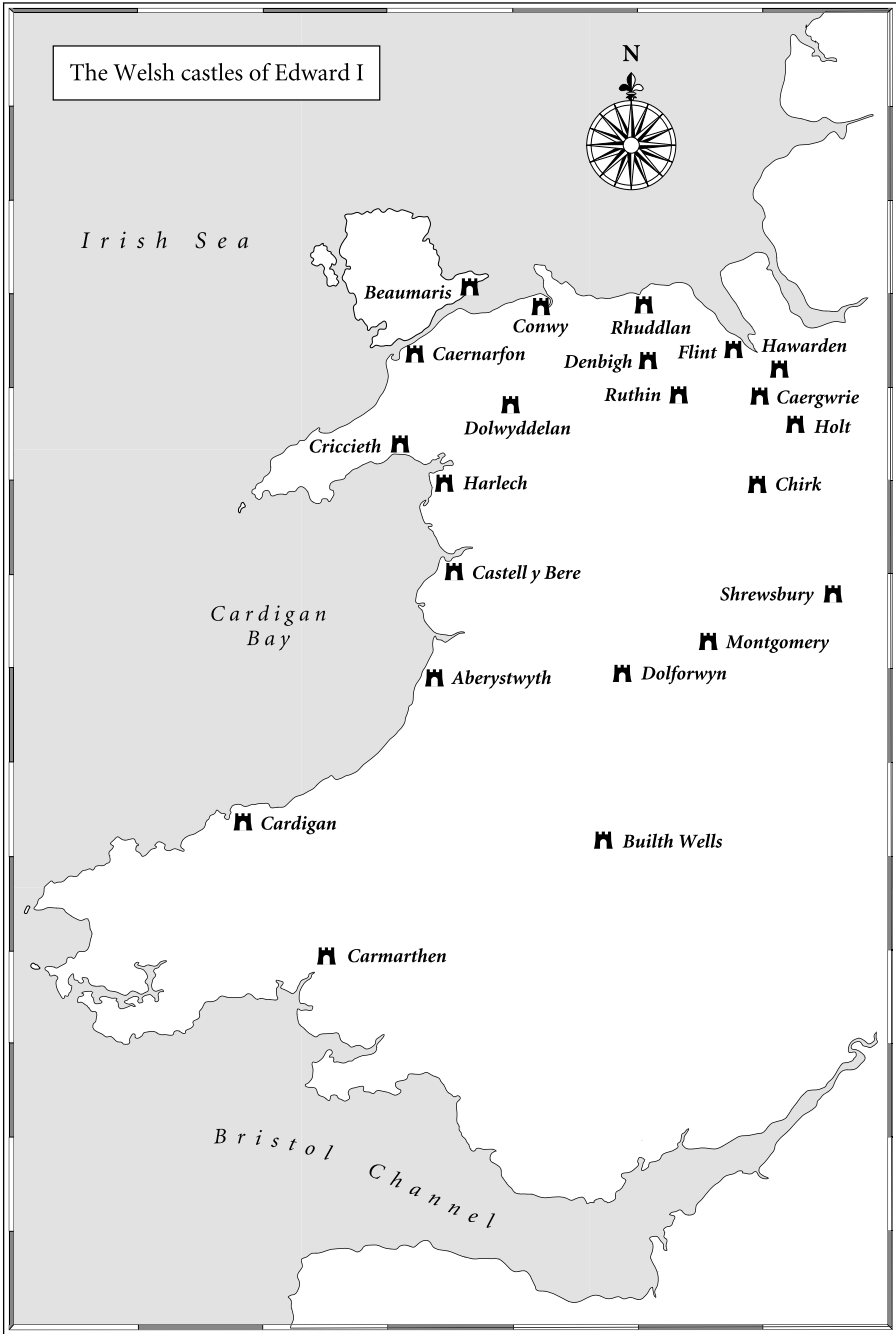 The Welsh castles of Edward I
N
Irish Sea
Beaumaris
Conwy
Rhuddlan
Caernarfon
Denbigh
Flint
Hawarden
Ruthin
Caergwrie
Dolwyddelan
Holt
Criccieth
Harlech
Chirk
Castell y Bere
Shrewsbury
Cardigan
Bay
Montgomery
Aberystwyth
Dolforwyn
Cardigan
Builth Wells
Carmarthen
Bristol Channel